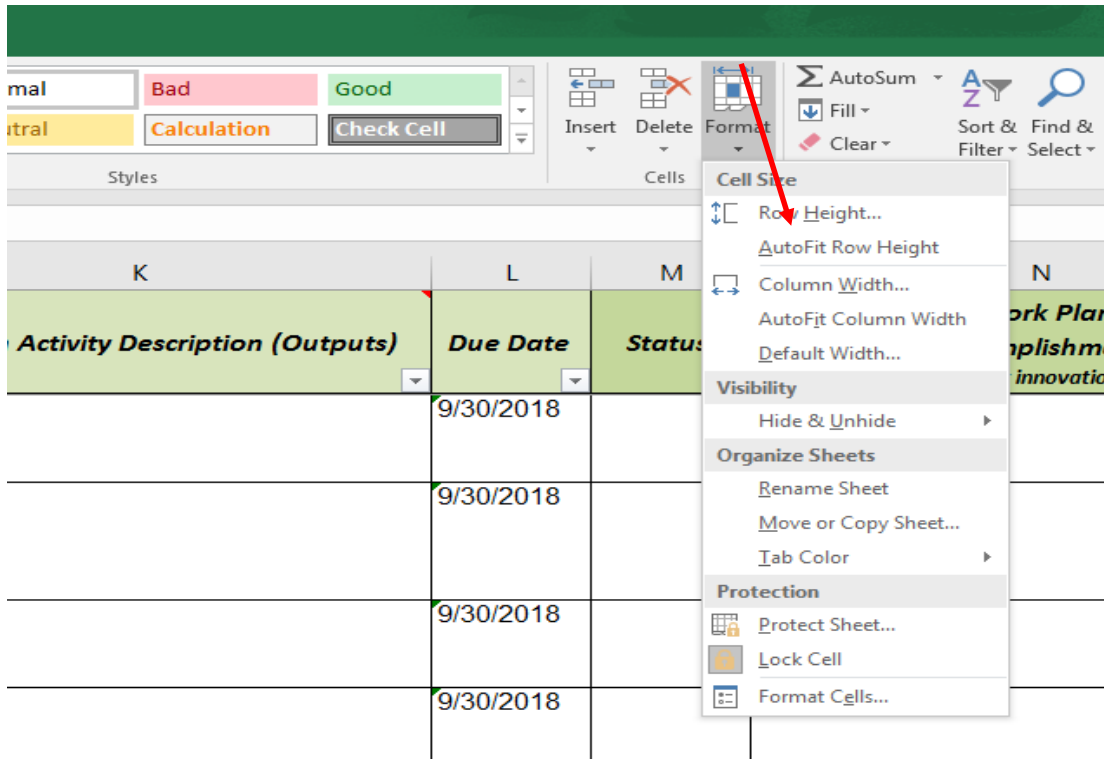 mal
Bad
Good
utral
Calculation
Check Cell
Styles
Insert
Delete
Format
Cells
AutoSum
Fill
Clear
Sort &
Filter
Find &
Select
Cell Size
Row Height...
AutoFit Row Height
Column Width...
AutoFit Column Width
Default Width...
Visibility
Hide & Unhide
Organize Sheets
Rename Sheet
Move or Copy Sheet...
Tab Color
Protection
Protect Sheet...
Lock Cell
Format Cells...
K
L
M
N
Activity Description (Outputs)
Due Date
Status
ork Plan
nplishm
innovatio
9/30/2018
9/30/2018
9/30/2018
9/30/2018